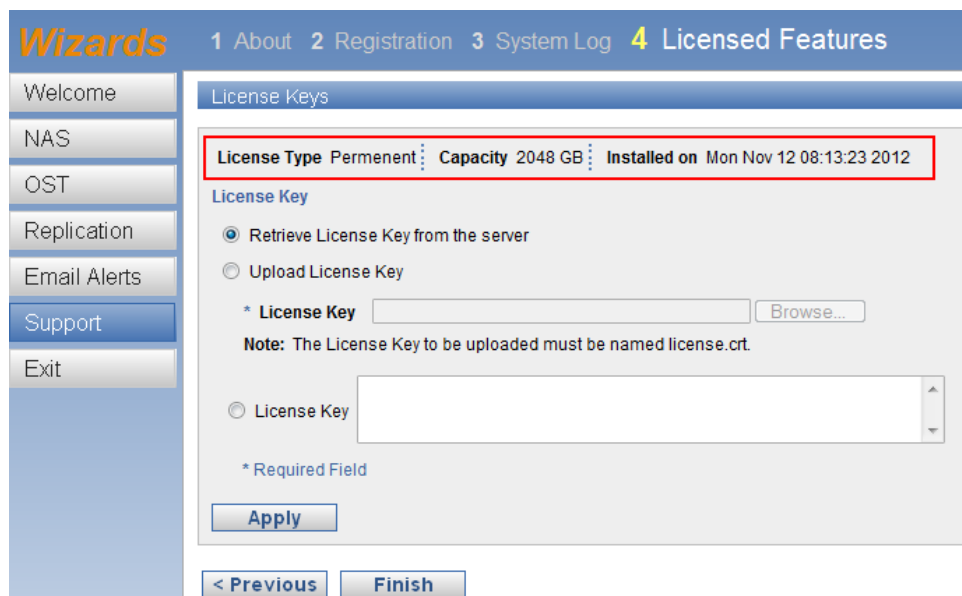 Wizards
1 About 2 Registration 3 System Log 4 Licensed Features
Welcome
NAS
OST
Replication
Email Alerts
Support
Exit
License Keys
License Type Permenent Capacity 2048 GB Installed on Mon Nov 12 08:13:23 2012
License Key
Retrieve License Key from the server
Upload License Key
* License Key Browse...
Note: The License Key to be uploaded must be named license.crt.
License Key
* Required Field
Apply
< Previous Finish